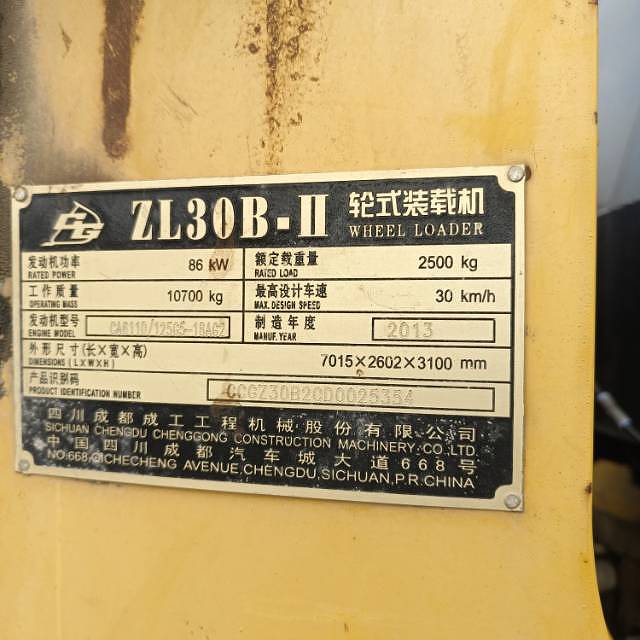 ZL30B-II 轮式装载机
WHEEL LOADER
发动机功率 86 kW 额定载重量 2500 kg
RATED POWER RATED LOAD
工作质量 10700 kg 最高设计车速 30 km/h
OPERATING MASS MAX. DESIGN SPEED
发动机型号 制造年度 2013
ENGINE MODEL MANUF. YEAR
外形尺寸(长×宽×高) 7015×2602×3100 mm
DIMENSIONS (L×W×H)
产品识别码
PRODUCT IDENTIFICATION NUMBER
四川成都成工工程机械股份有限公司
SICHUAN CHENGDU CHENGGONG CONSTRUCTION MACHINERY CO.,LTD.
中国四川成都汽车城大道668号
NO.668,QICHECHENG AVENUE,CHENGDU,SICHUAN,P.R.CHINA